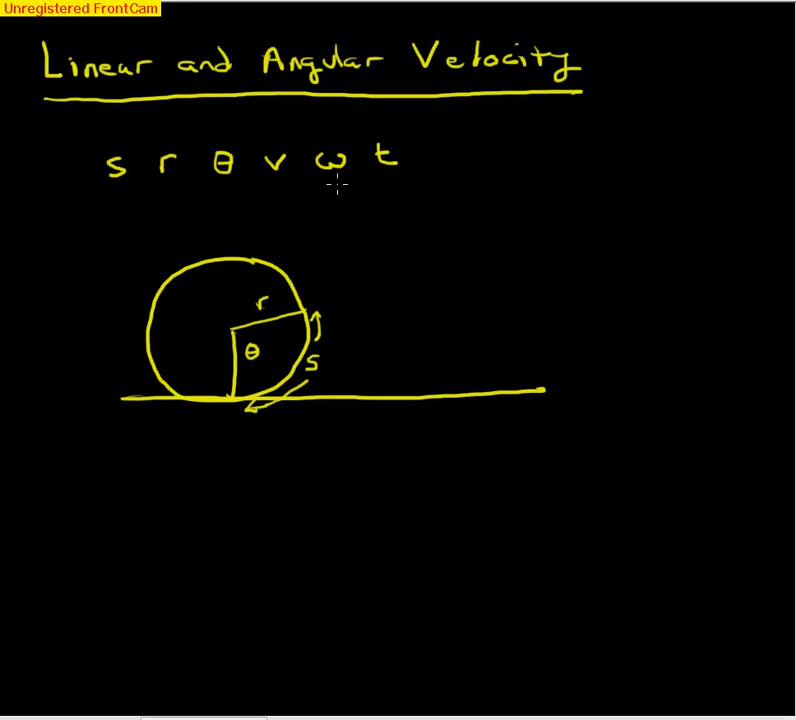 Unregistered FrontCam
Linear and Angular Velocity
s r θ v ω t
r
θ
s